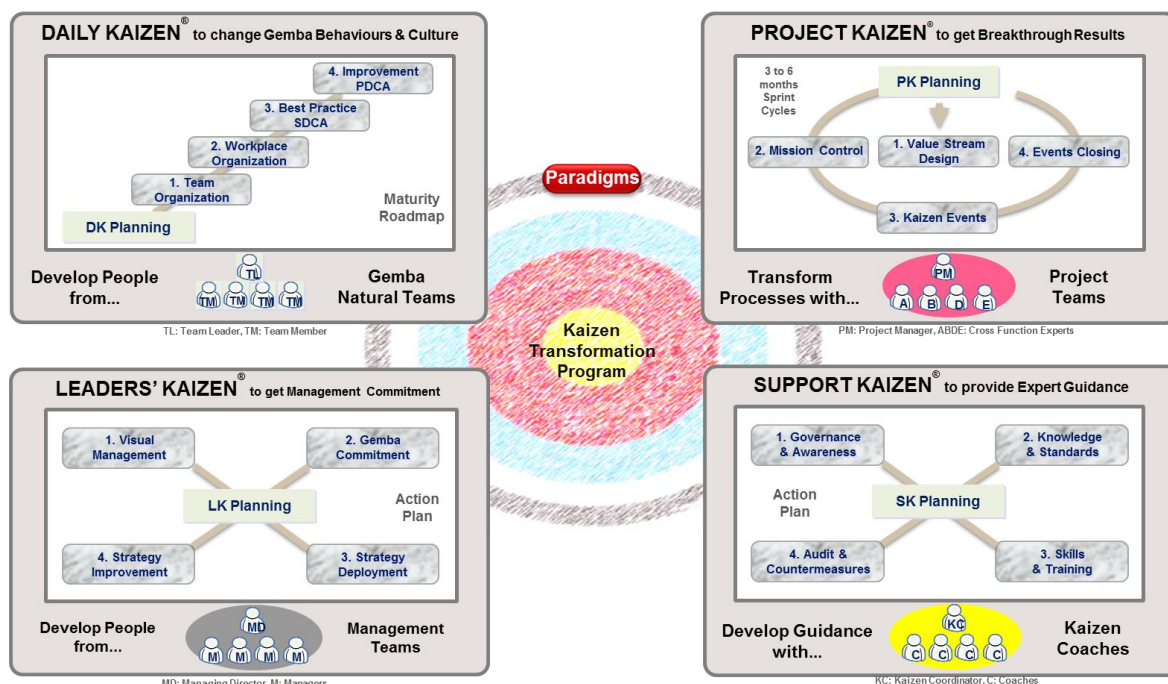 DAILY KAIZEN® to change Gemba Behaviours & Culture
4. Improvement
PDCA
3. Best Practice
SDCA
2. Workplace
Organization
1. Team
Organization
DK Planning
Maturity
Roadmap
Develop People
from...
TL
TM TM TM TM
Gemba
Natural Teams
TL: Team Leader, TM: Team Member
PROJECT KAIZEN® to get Breakthrough Results
3 to 6
months
Sprint
Cycles
PK Planning
2. Mission Control
1. Value Stream
Design
4. Events Closing
3. Kaizen Events
Transform
Processes with...
PM
A B D E
Project
Teams
PM: Project Manager, ABDE: Cross Function Experts
Paradigms
Kaizen
Transformation
Program
LEADERS’ KAIZEN® to get Management Commitment
1. Visual
Management
2. Gemba
Commitment
LK Planning
Action
Plan
4. Strategy
Improvement
3. Strategy
Deployment
Develop People
from...
MD
M M M M
Management
Teams
MD: Managing Director, M: Managers
SUPPORT KAIZEN® to provide Expert Guidance
1. Governance
& Awareness
2. Knowledge
& Standards
Action
Plan
SK Planning
4. Audit &
Countermeasures
3. Skills
& Training
Develop Guidance
with...
KC
C C C C
Kaizen
Coaches
KC: Kaizen Coordinator, C: Coaches